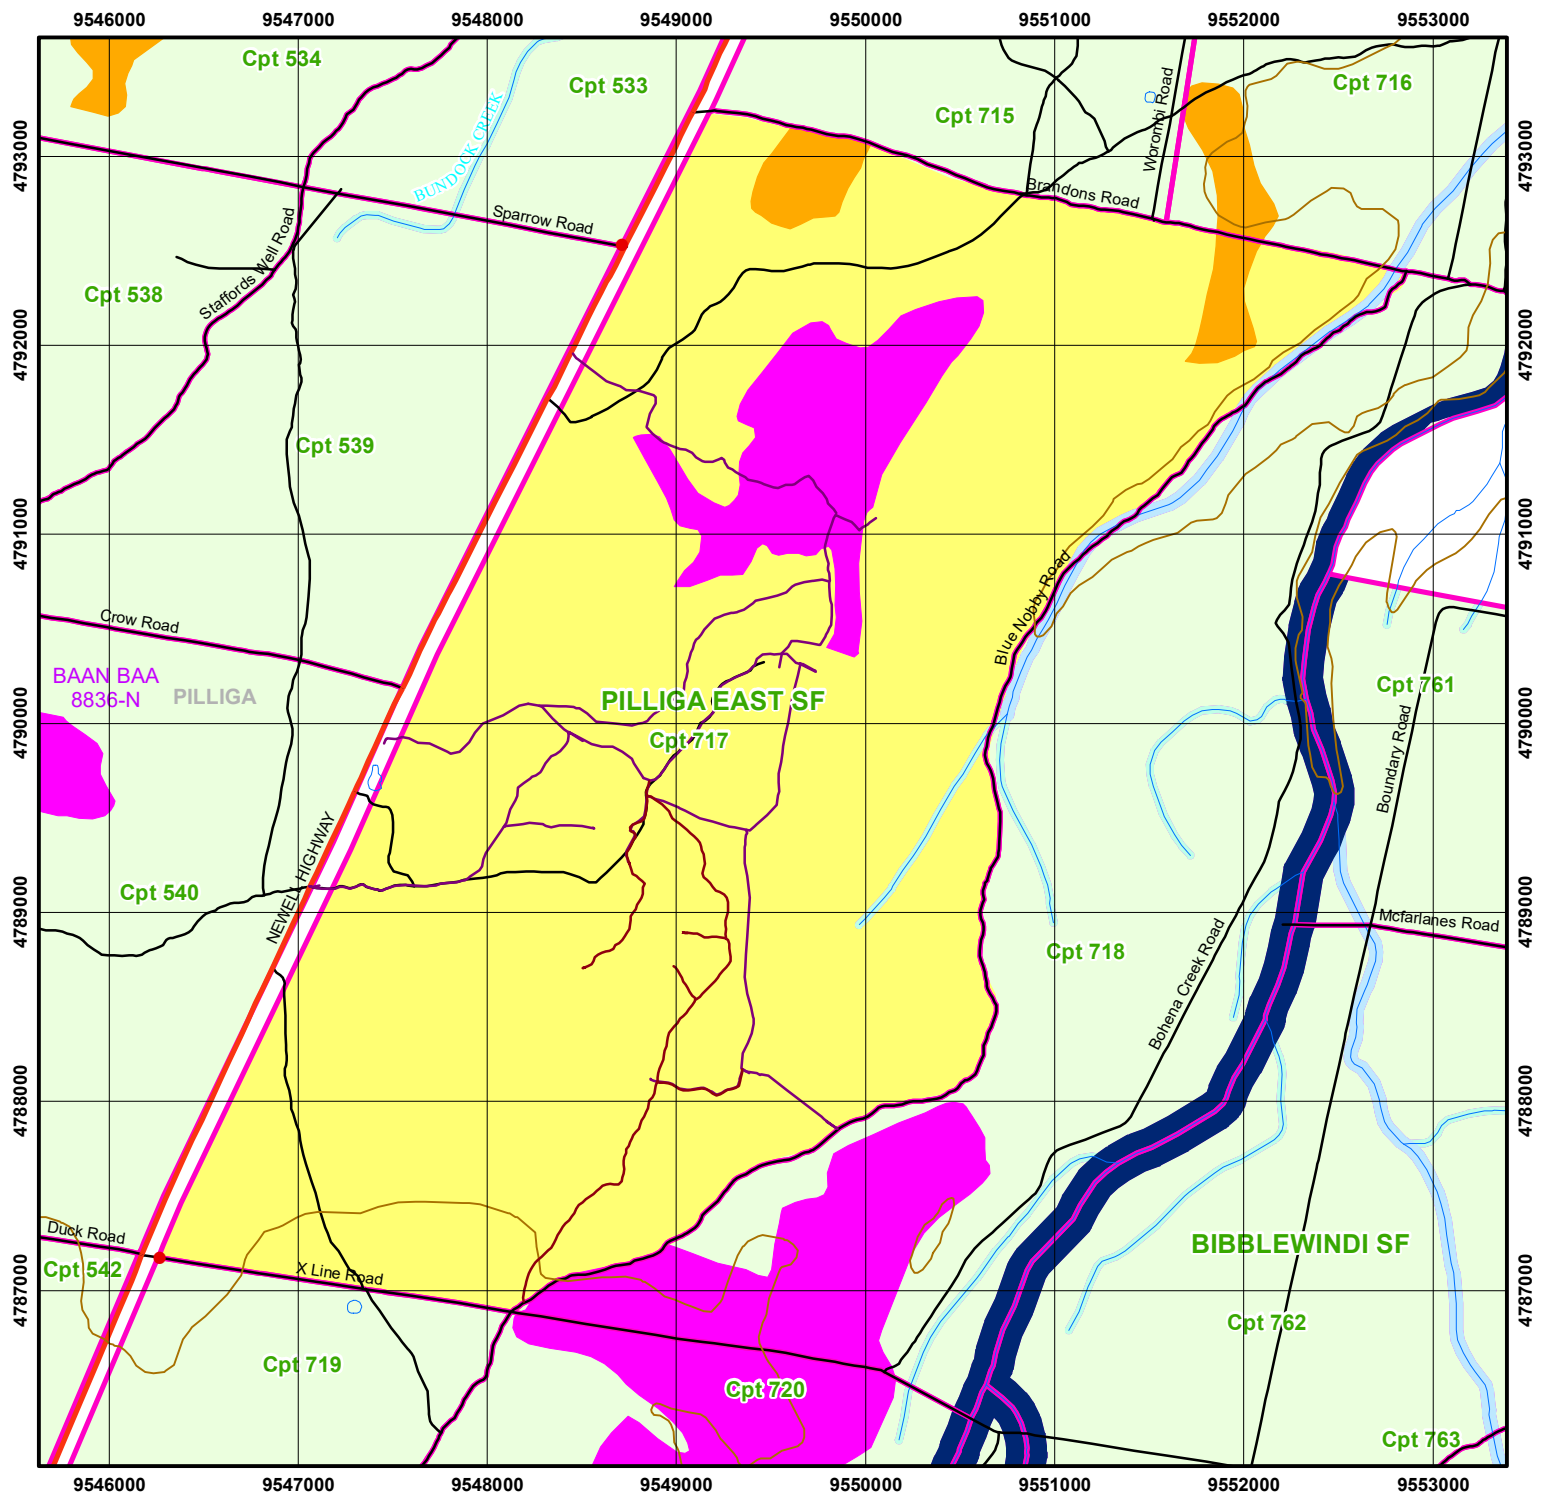 9546000 9547000 9548000 9549000 9550000 9551000 9552000 9553000
Cpt 534
Cpt 533
Cpt 716
Cpt 715
Worombi Road
BUNDOCK CREEK
4793000
4793000
Brandons Road
Sparrow Road
Staffords Well Road
Cpt 538
4792000
4792000
Cpt 539
4791000
4791000
Blue Nobby Road
Crow Road
BAAN BAA
8836-N
PILLIGA
PILLIGA EAST SF
Cpt 717
Cpt 761
4790000
4790000
Boundary Road
NEWELL HIGHWAY
Cpt 540
4789000
4789000
Mcfarlanes Road
Cpt 718
Bohena Creek Road
4788000
4788000
Duck Road
Cpt 542
X Line Road
BIBBLEWINDI SF
4787000
4787000
Cpt 762
Cpt 719
Cpt 720
Cpt 763
9546000 9547000 9548000 9549000 9550000 9551000 9552000 9553000